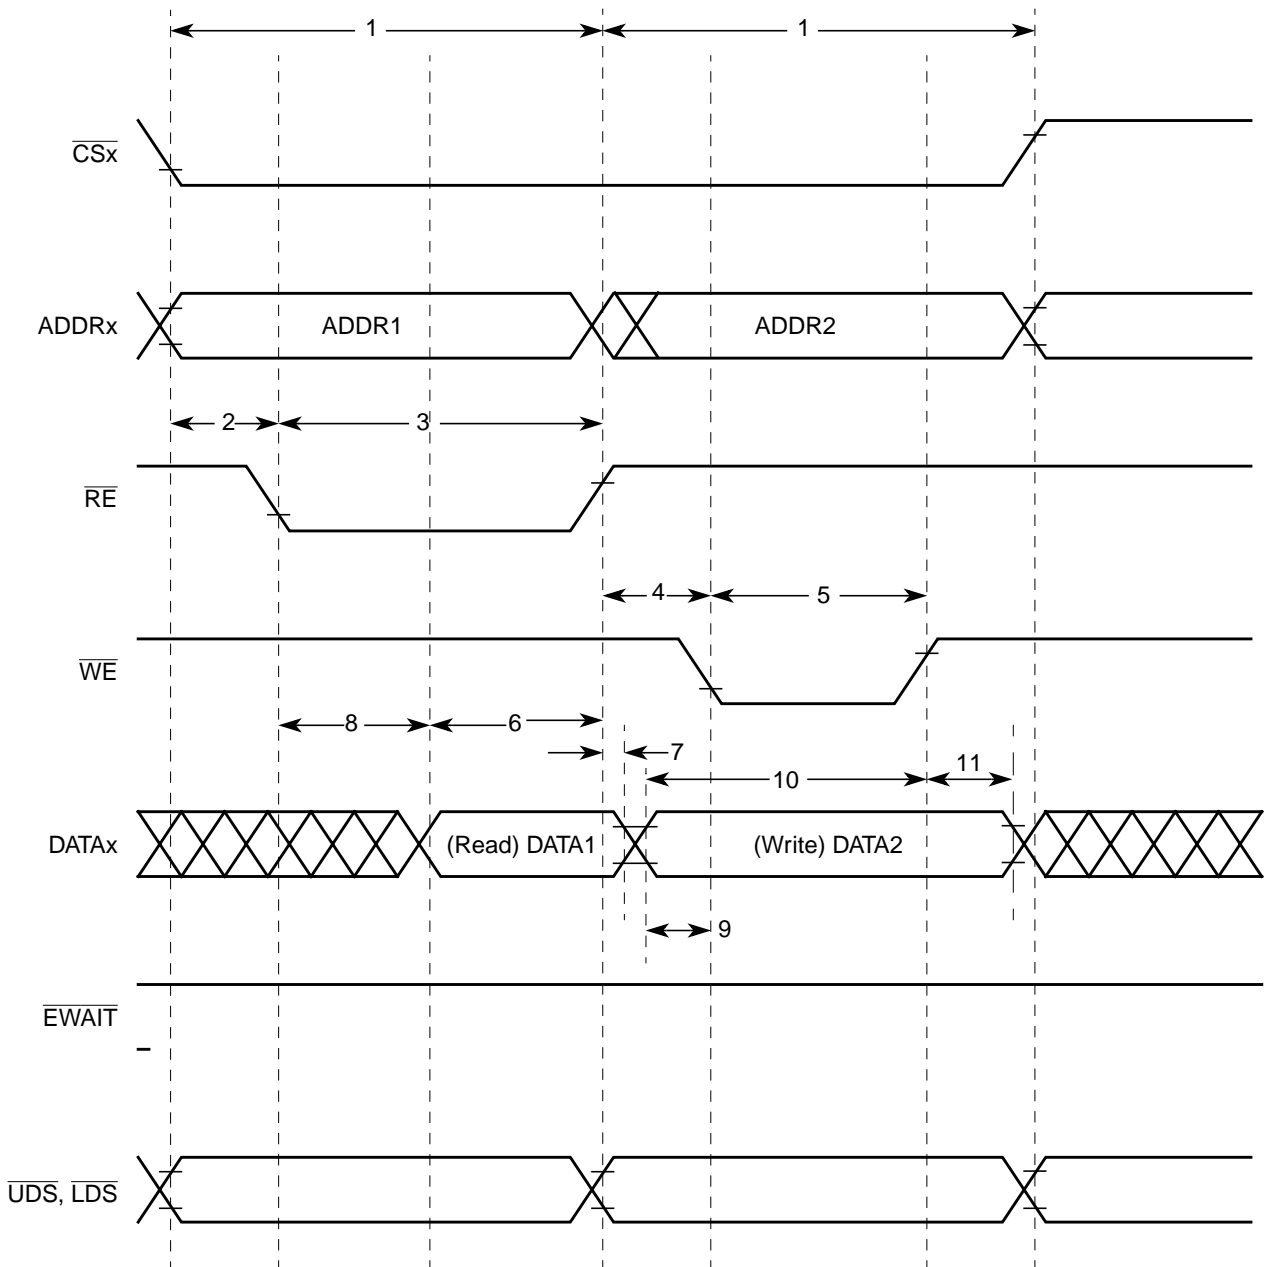 1 1
CSx
ADDRx ADDR1 ADDR2
2 3
RE
4 5
WE
8 6
7
10 11
DATAx (Read) DATA1 (Write) DATA2
9
EWAIT
UDS, LDS